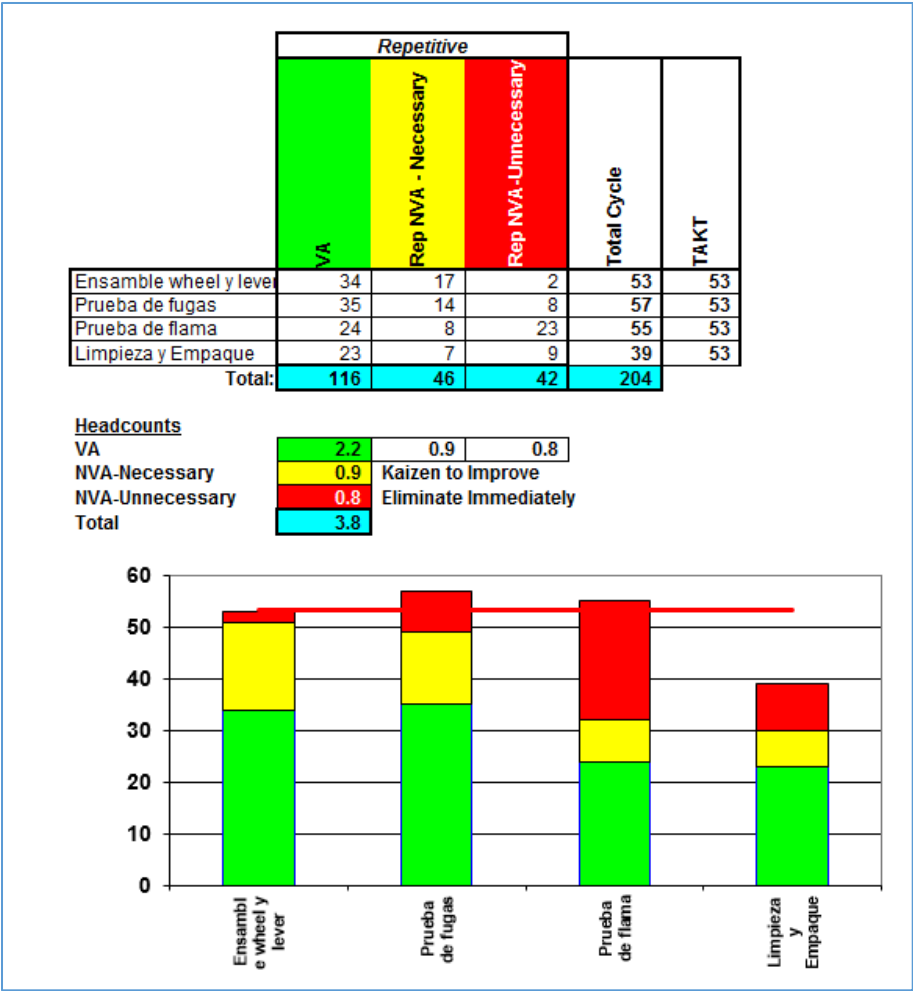 Repetitive
VA
Rep NVA - Necessary
Rep NVA-Unnecessary
Total Cycle
TAKT
Ensamble wheel y lever 34 17 2 53 53
Prueba de fugas 35 14 8 57 53
Prueba de flama 24 8 23 55 53
Limpieza y Empaque 23 7 9 39 53
Total: 116 46 42 204
Headcounts
VA 2.2 0.9 0.8
NVA-Necessary 0.9 Kaizen to Improve
NVA-Unnecessary 0.8 Eliminate Immediately
Total 3.8
60
50
40
30
20
10
0
Ensambl
e wheel y
lever
Prueba
de fugas
Prueba
de flama
Limpieza
y
Empaque